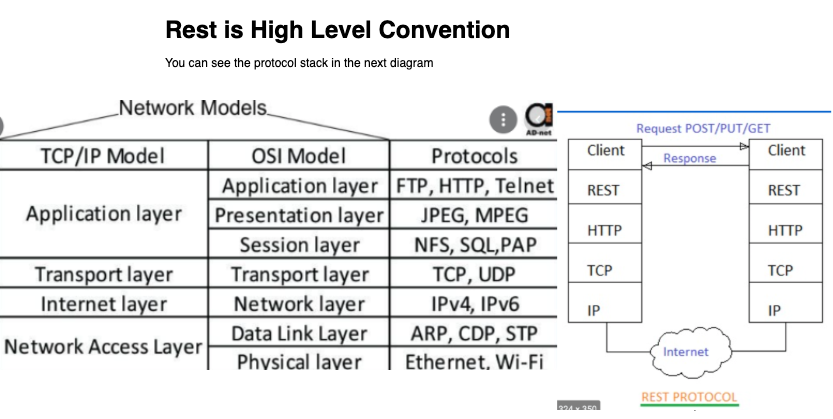 Rest is High Level Convention
You can see the protocol stack in the next diagram
Network Models
AD-net
TCP/IP Model OSI Model Protocols
Application layer
Application layer FTP, HTTP, Telnet
Presentation layer JPEG, MPEG
Session layer NFS, SQL,PAP
Transport layer Transport layer TCP, UDP
Internet layer Network layer IPv4, IPv6
Network Access Layer
Data Link Layer ARP, CDP, STP
Physical layer Ethernet, Wi-Fi
Request POST/PUT/GET
Response
Client
REST
HTTP
TCP
IP
Client
REST
HTTP
TCP
IP
Internet
REST PROTOCOL
324 × 350